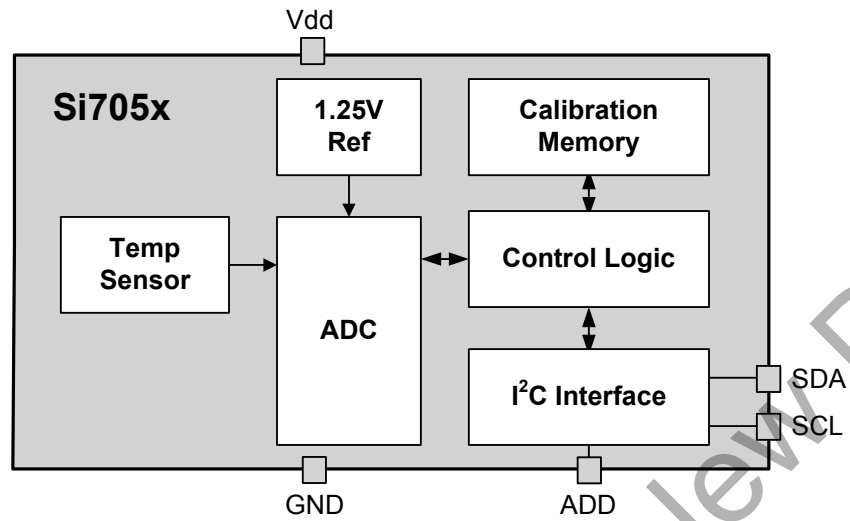 Vdd
Si705x
1.25V
Ref
Calibration
Memory
Temp
Sensor
ADC
Control Logic
I²C Interface
SDA
SCL
GND
ADD